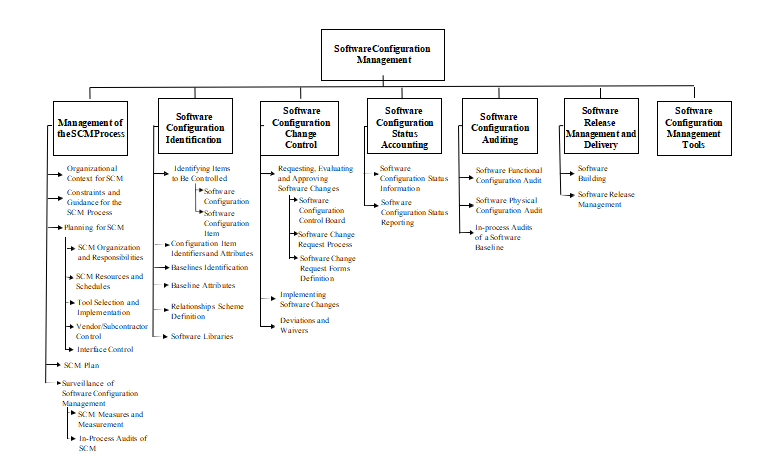 Software Configuration
Management
Management of
the SCM Process
Organizational
Context for SCM
Constraints and
Guidance for the
SCM Process
Planning for SCM
SCM Organization
and Responsibilities
SCM Resources and
Schedules
Tool Selection and
Implementation
Vendor/Subcontractor
Control
Interface Control
SCM Plan
Surveillance of
Software Configuration
Management
SCM Measures and
Measurement
In-Process Audits of
SCM
Software
Configuration
Identification
Identifying Items
to Be Controlled
Software
Configuration
Software
Configuration
Item
Configuration Item
Identifiers and Attributes
Baselines Identification
Baseline Attributes
Relationships Scheme
Definition
Software Libraries
Software
Configuration
Change
Control
Requesting, Evaluating
and Approving
Software Changes
Software
Configuration
Control Board
Software Change
Request Process
Software Change
Request Forms
Definition
Implementing
Software Changes
Deviations and
Waivers
Software
Configuration
Status
Accounting
Software
Configuration Status
Information
Software
Configuration Status
Reporting
Software
Configuration
Auditing
Software Functional
Configuration Audit
Software Physical
Configuration Audit
In-process Audits
of a Software
Baseline
Software
Release
Management and
Delivery
Software
Building
Software Release
Management
Software
Configuration
Management
Tools